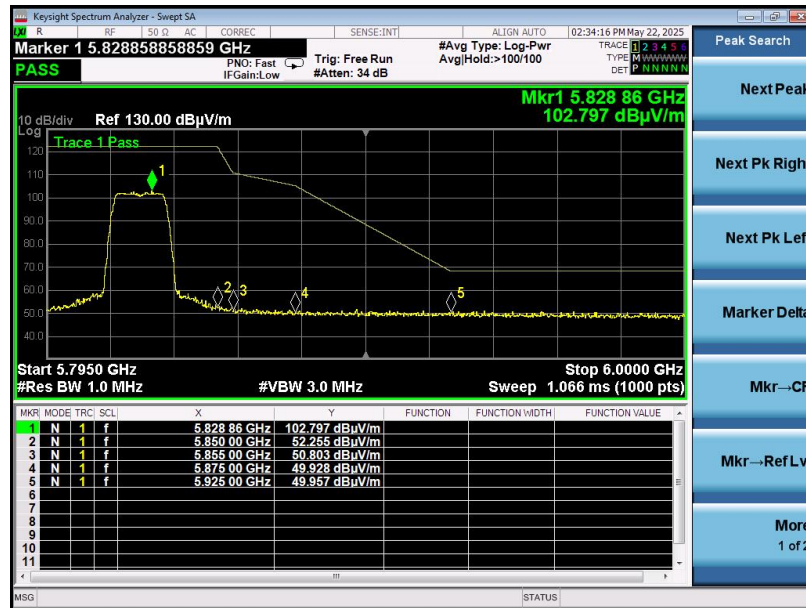 Keysight Spectrum Analyzer - Swept SA
LXI R RF 50 Ω AC CORREC SENSE:INT ALIGN AUTO 02:34:16 PM May 22, 2025
Marker 1 5.828858858859 GHz
PASS
PNO: Fast
IFGain:Low
Trig: Free Run
#Atten: 34 dB
#Avg Type: Log-Pwr
Avg|Hold:>100/100
TRACE 1 2 3 4 5 6
TYPE M WWWWW
DET P N N N N N
Mkr1 5.828 86 GHz
102.797 dBµV/m
10 dB/div Ref 130.00 dBµV/m
Log
Trace 1 Pass
120
110
100
90.0
80.0
70.0
60.0
50.0
40.0
1
2 3 4 5
Start 5.7950 GHz Stop 6.0000 GHz
#Res BW 1.0 MHz #VBW 3.0 MHz Sweep 1.066 ms (1000 pts)
MKR MODE TRC SCL X Y FUNCTION FUNCTION WIDTH FUNCTION VALUE
1 N 1 f 5.828 86 GHz 102.797 dBµV/m
2 N 1 f 5.850 00 GHz 52.255 dBµV/m
3 N 1 f 5.855 00 GHz 50.803 dBµV/m
4 N 1 f 5.875 00 GHz 49.928 dBµV/m
5 N 1 f 5.925 00 GHz 49.957 dBµV/m
6
7
8
9
10
11
MSG STATUS
Peak Search
Next Peak
Next Pk Righ
Next Pk Lef
Marker Delta
Mkr→CF
Mkr→Ref Lv
More
1 of 2